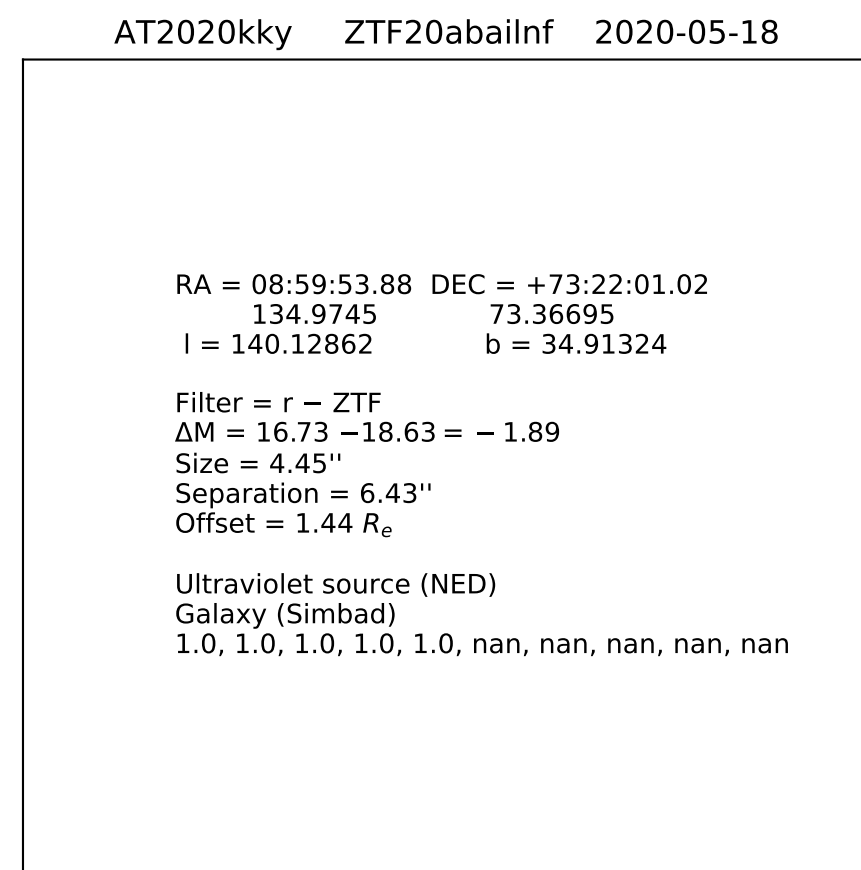 AT2020kky ZTF20abailnf 2020-05-18
RA = 08:59:53.88 DEC = +73:22:01.02
134.9745 73.36695
l = 140.12862 b = 34.91324
Filter = r − ZTF
ΔM = 16.73 −18.63 = − 1.89
Size = 4.45''
Separation = 6.43''
Offset = 1.44 Re
Ultraviolet source (NED)
Galaxy (Simbad)
1.0, 1.0, 1.0, 1.0, 1.0, nan, nan, nan, nan, nan